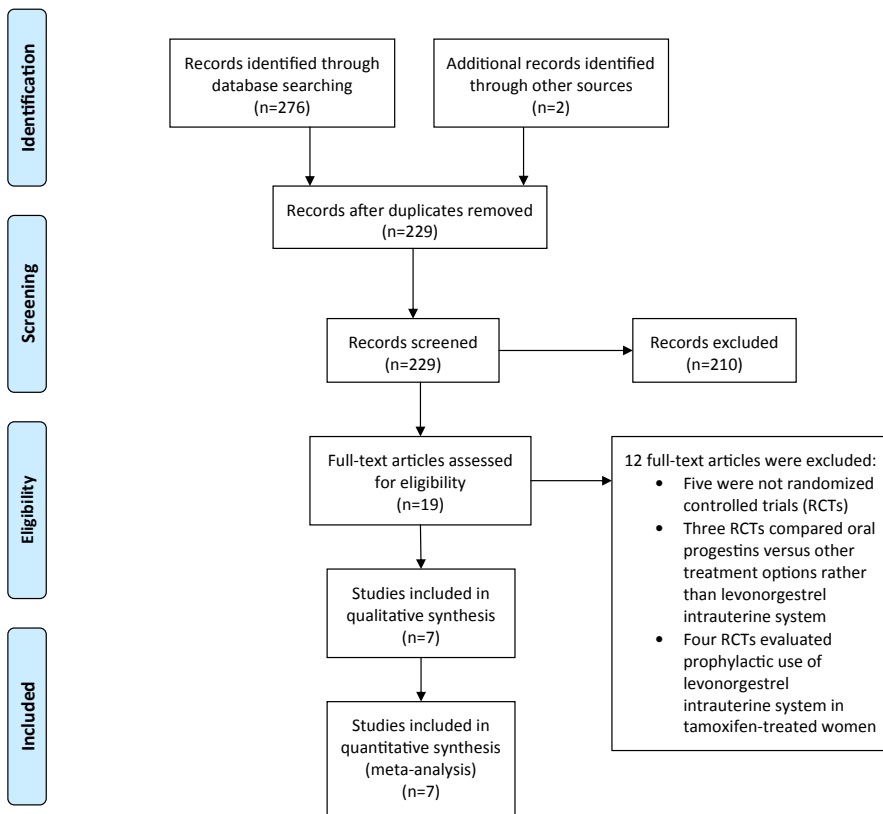 Identification
Records identified through
database searching
(n=276)
Additional records identified
through other sources
(n=2)
Records after duplicates removed
(n=229)
Screening
Records screened
(n=229)
Records excluded
(n=210)
Eligibility
Full-text articles assessed
for eligibility
(n=19)
12 full-text articles were excluded:
• Five were not randomized
controlled trials (RCTs)
• Three RCTs compared oral
progestins versus other
treatment options rather
than levonorgestrel
intrauterine system
• Four RCTs evaluated
prophylactic use of
levonorgestrel
intrauterine system in
tamoxifen-treated women
Studies included in
qualitative synthesis
(n=7)
Included
Studies included in
quantitative synthesis
(meta-analysis)
(n=7)